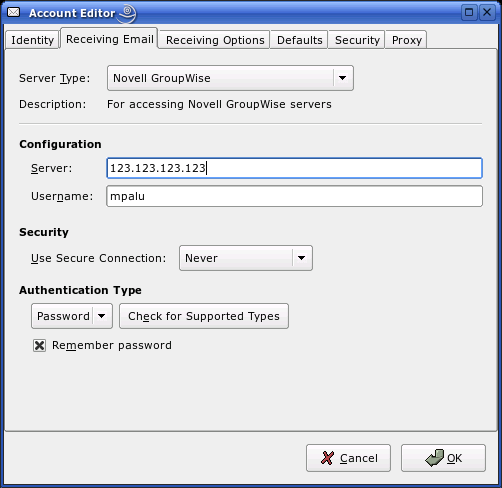 Account Editor
Identity Receiving Email Receiving Options Defaults Security Proxy
Server Type: Novell GroupWise
Description: For accessing Novell GroupWise servers
Configuration
Server: 123.123.123.123
Username: mpalu
Security
Use Secure Connection: Never
Authentication Type
Password Check for Supported Types
Remember password
Cancel OK